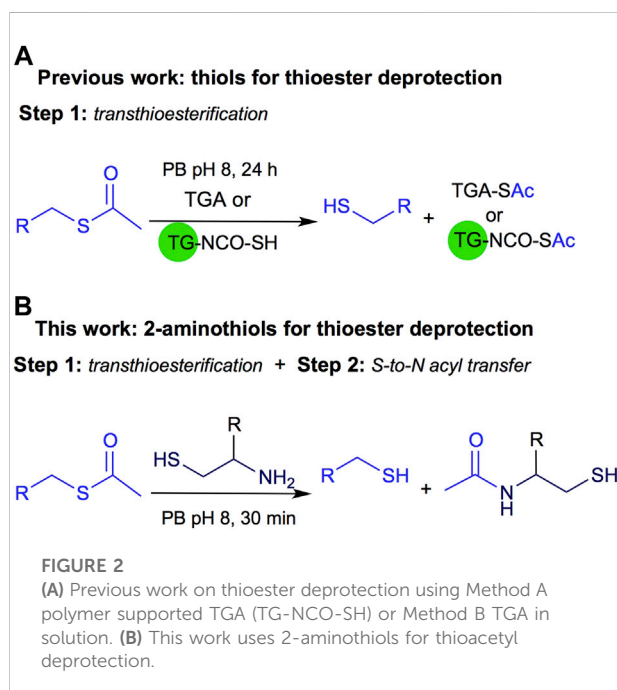 A
Previous work: thiols for thioester deprotection
Step 1: transthioesterification
O
R
S
PB pH 8, 24 h
TGA or
TG-NCO-SH
HS
R
+
TGA-SAc
or
TG-NCO-SAc
B
This work: 2-aminothiols for thioester deprotection
Step 1: transthioesterification + Step 2: S-to-N acyl transfer
O
R
S
R
HS
NH2
PB pH 8, 30 min
R
SH
+
O
N
H
R
SH
FIGURE 2
(A) Previous work on thioester deprotection using Method A
polymer supported TGA (TG-NCO-SH) or Method B TGA in
solution. (B) This work uses 2-aminothiols for thioacetyl
deprotection.